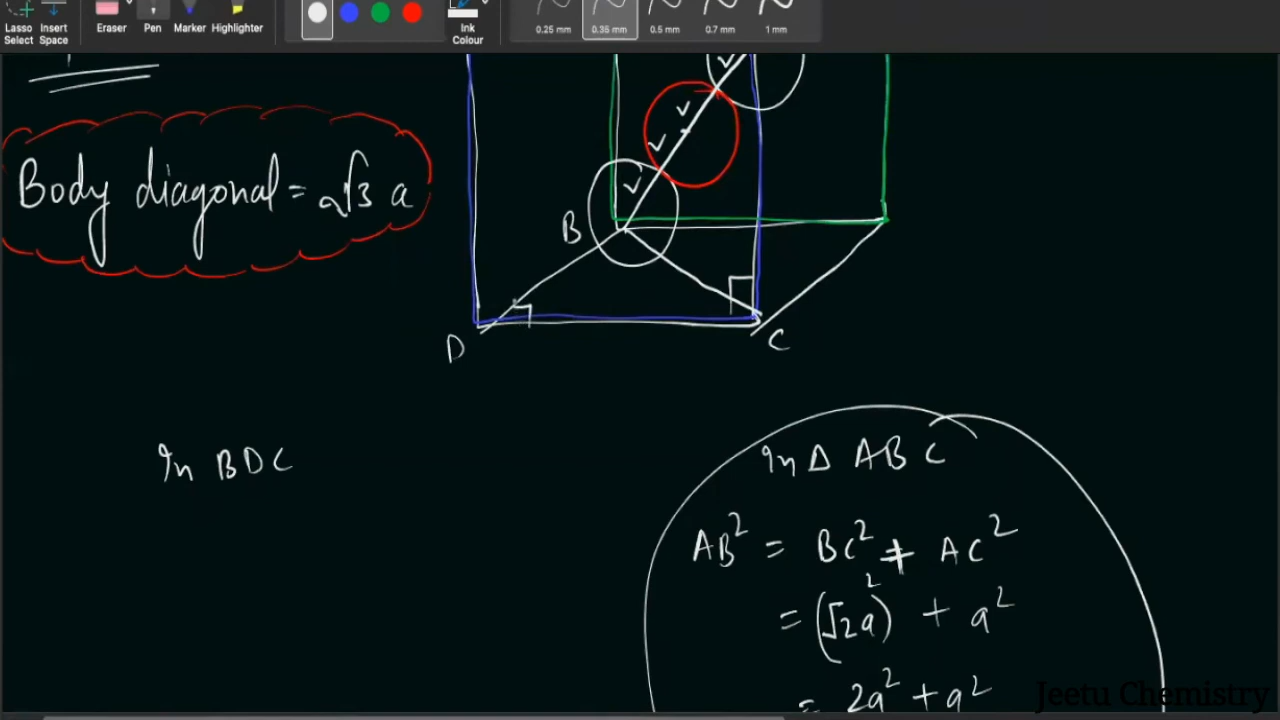 Lasso Select
Insert Space
Eraser
Pen
Marker
Highlighter
Ink Colour
0.25 mm
0.35 mm
0.5 mm
0.7 mm
1 mm
Body diagonal = √3 a
B
D
C
In BDC
In Δ ABC
AB² = BC² + AC²
= (√2a)² + a²
= 2a² + a²
Jeetu Chemistry